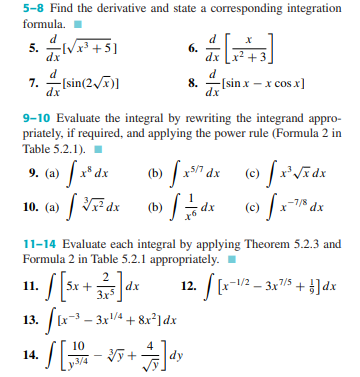 5–8 Find the derivative and state a corresponding integration
formula. ■
5. d/dx [√(x³ + 5)]
6. d/dx [x/(x² + 3)]
7. d/dx [sin(2√x)]
8. d/dx [sin x − x cos x]
9–10 Evaluate the integral by rewriting the integrand appro-
priately, if required, and applying the power rule (Formula 2 in
Table 5.2.1). ■
9. (a) ∫ x⁸ dx (b) ∫ x^(5/7) dx (c) ∫ x³√x dx
10. (a) ∫ ∛(x²) dx (b) ∫ 1/x⁶ dx (c) ∫ x^(−7/8) dx
11–14 Evaluate each integral by applying Theorem 5.2.3 and
Formula 2 in Table 5.2.1 appropriately. ■
11. ∫ [5x + 2/(3x⁵)] dx
12. ∫ [x^(−1/2) − 3x^(7/5) + 1/9] dx
13. ∫ [x⁻³ − 3x^(1/4) + 8x²] dx
14. ∫ [10/y^(3/4) − ∛y + 4/√y] dy